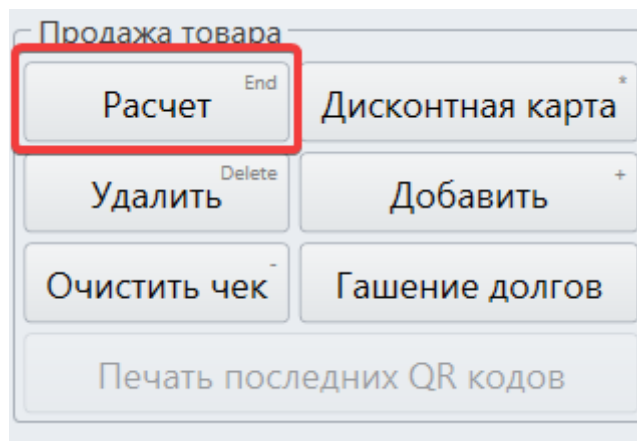 Продажа товара
Расчет End
Дисконтная карта *
Удалить Delete
Добавить +
Очистить чек -
Гашение долгов
Печать последних QR кодов